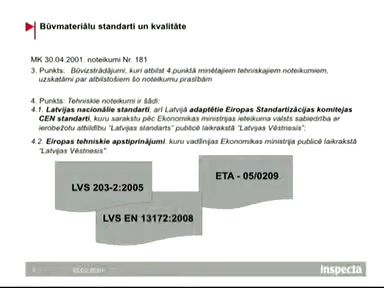 Būvmateriālu standarti un kvalitāte
MK 30.04.2001. noteikumi Nr. 181
3. Punkts. Būvizstrādājumi, kuri atbilst 4.punktā minētajiem tehniskajiem noteikumiem,
uzskatāmi par atbilstošiem šo noteikumu prasībām
4. Punkts: Tehniskie noteikumi ir šādi:
4.1. Latvijas nacionālie standarti, arī Latvijā adaptētie Eiropas Standartizācijas komitejas
CEN standarti, kuru sarakstu pēc Ekonomikas ministrijas ieteikuma valsts sabiedrība ar
ierobežotu atbildību "Latvijas standarts" publicē laikrakstā "Latvijas Vēstnesis";
4.2. Eiropas tehniskie apstiprinājumi, kuru vadlīnijas Ekonomikas ministrija publicē laikrakstā
"Latvijas Vēstnesis"
ETA - 05/0209
LVS 203-2:2005
LVS EN 13172:2008
inspecta